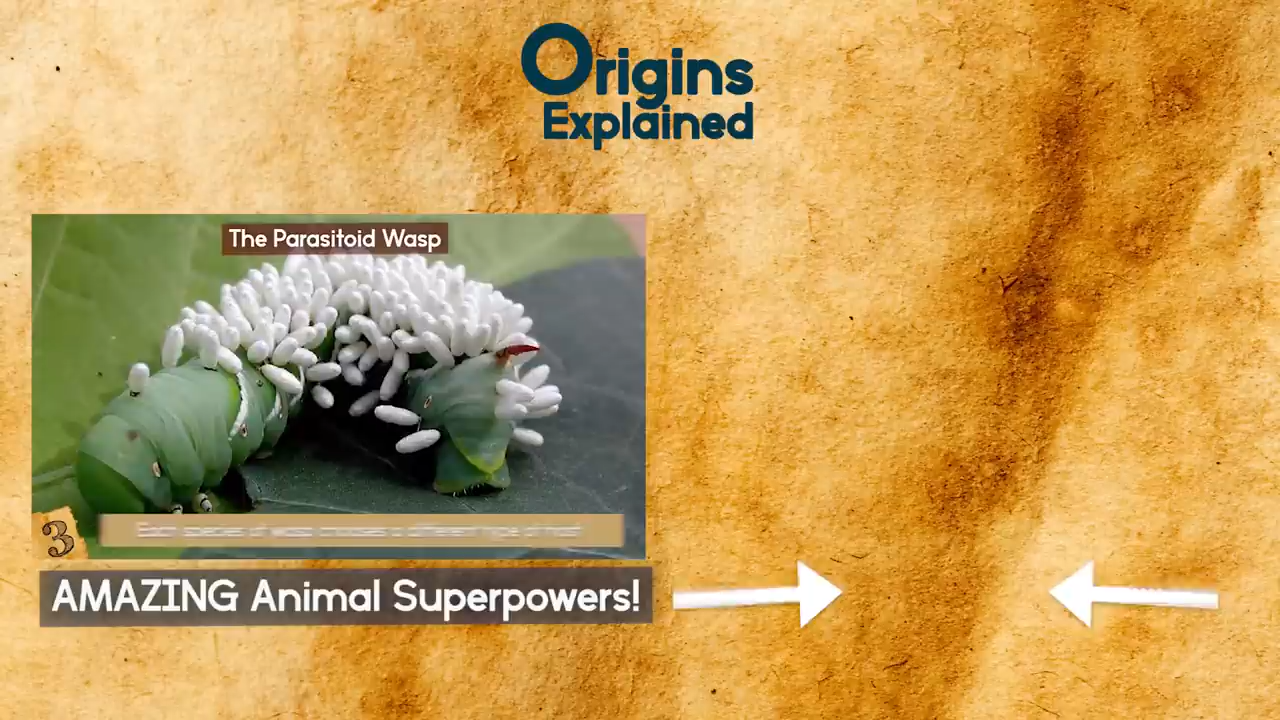 Origins
Explained
The Parasitoid Wasp
3
AMAZING Animal Superpowers!